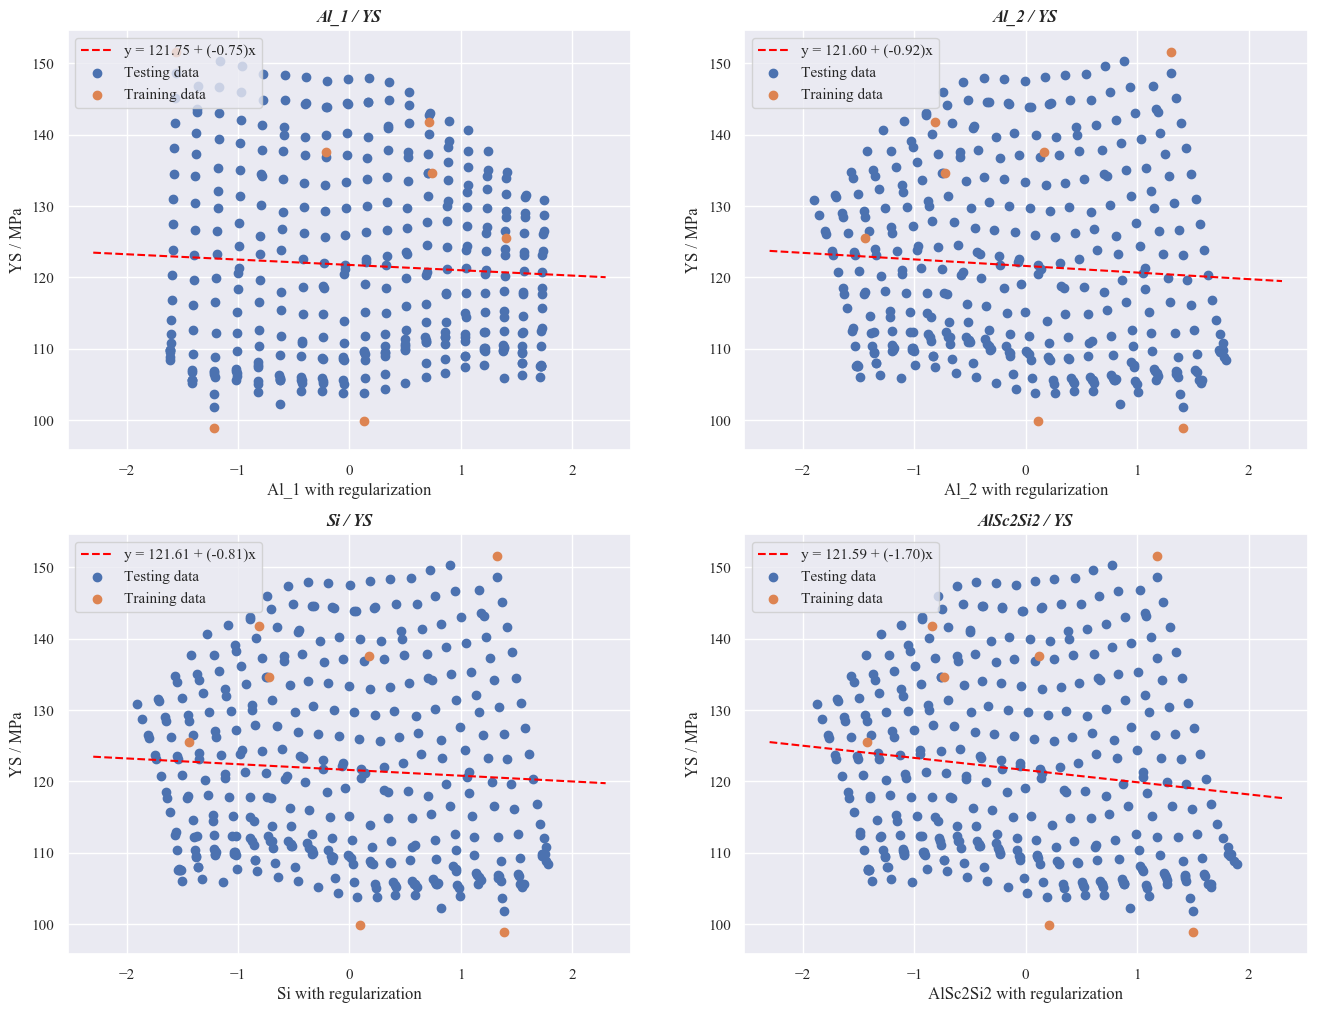 Al_1 / YS
y = 121.75 + (-0.75)x
Testing data
Training data
YS / MPa
150
140
130
120
110
100
−2
−1
0
1
2
Al_1 with regularization
Al_2 / YS
y = 121.60 + (-0.92)x
Testing data
Training data
YS / MPa
150
140
130
120
110
100
−2
−1
0
1
2
Al_2 with regularization
Si / YS
y = 121.61 + (-0.81)x
Testing data
Training data
YS / MPa
150
140
130
120
110
100
−2
−1
0
1
2
Si with regularization
AlSc2Si2 / YS
y = 121.59 + (-1.70)x
Testing data
Training data
YS / MPa
150
140
130
120
110
100
−2
−1
0
1
2
AlSc2Si2 with regularization